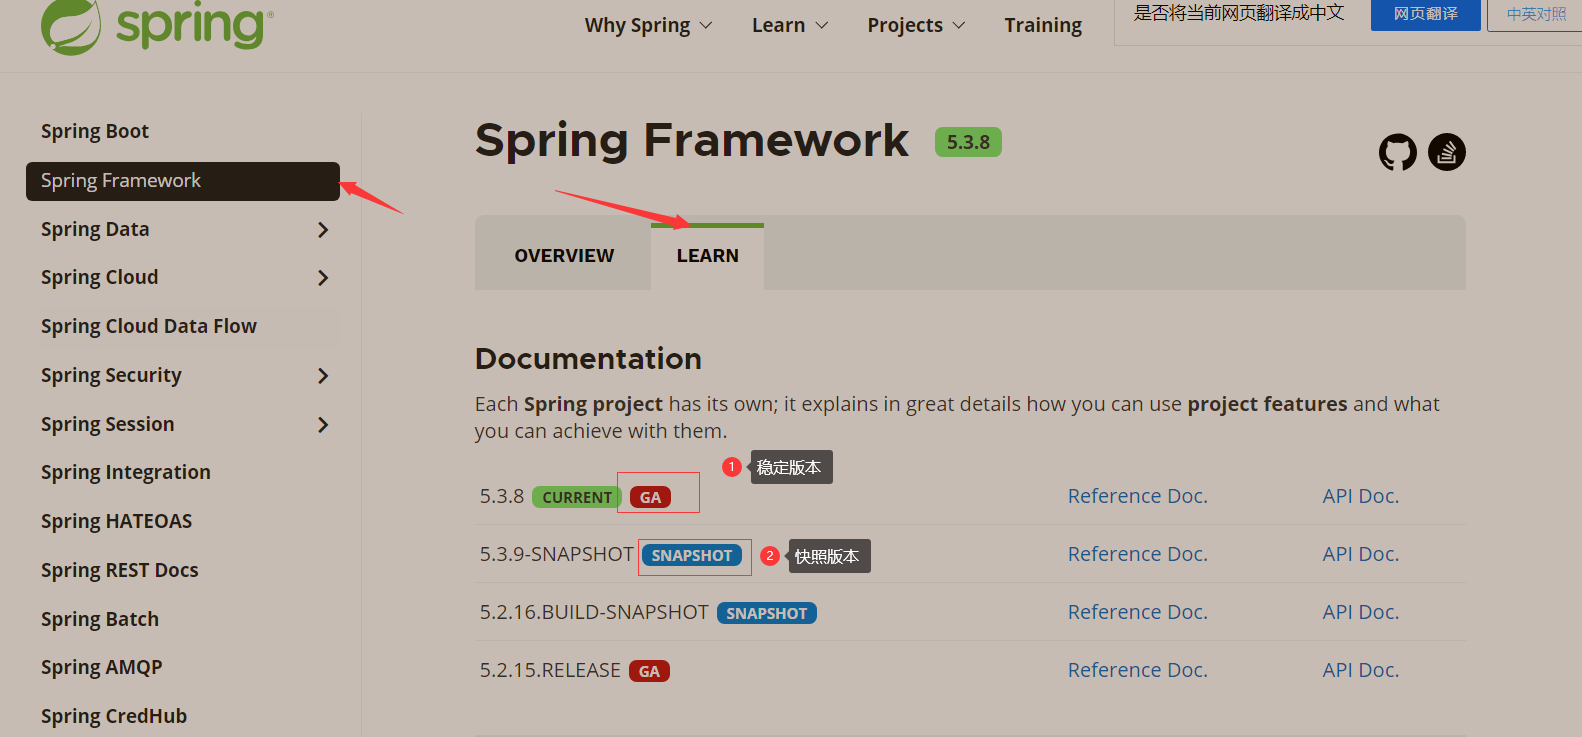 spring
Why Spring
Learn
Projects
Training
是否将当前网页翻译成中文
网页翻译
中英对照
Spring Boot
Spring Framework
Spring Data
Spring Cloud
Spring Cloud Data Flow
Spring Security
Spring Session
Spring Integration
Spring HATEOAS
Spring REST Docs
Spring Batch
Spring AMQP
Spring CredHub
Spring Framework 5.3.8
OVERVIEW
LEARN
Documentation
Each Spring project has its own; it explains in great details how you can use project features and what
you can achieve with them.
1 稳定版本
5.3.8 CURRENT GA Reference Doc. API Doc.
5.3.9-SNAPSHOT SNAPSHOT 2 快照版本 Reference Doc. API Doc.
5.2.16.BUILD-SNAPSHOT SNAPSHOT Reference Doc. API Doc.
5.2.15.RELEASE GA Reference Doc. API Doc.